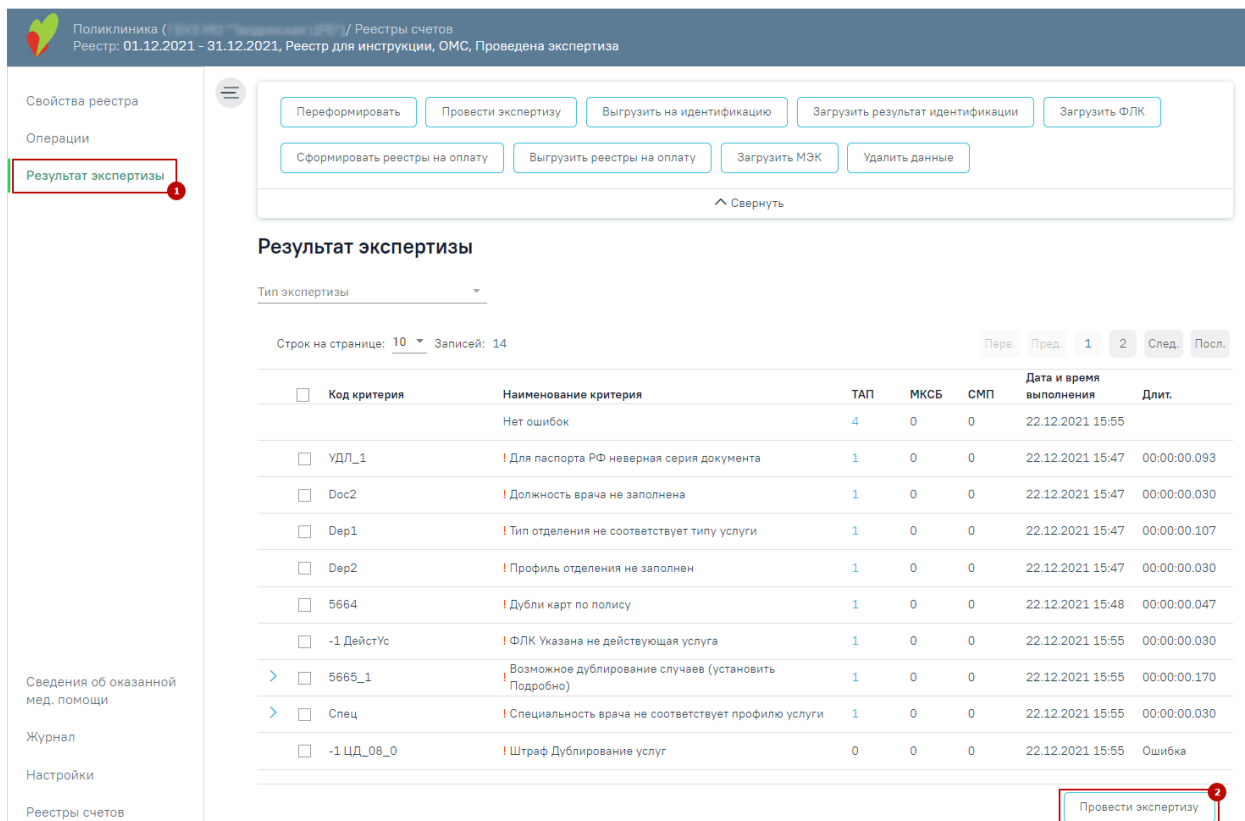 Поликлиника ( / Реестры счетов
Реестр: 01.12.2021 - 31.12.2021, Реестр для инструкции, ОМС, Проведена экспертиза
Свойства реестра
Операции
Результат экспертизы
1
Переформировать Провести экспертизу Выгрузить на идентификацию Загрузить результат идентификации Загрузить ФЛК
Сформировать реестры на оплату Выгрузить реестры на оплату Загрузить МЭК Удалить данные
Свернуть
Результат экспертизы
Тип экспертизы
Строк на странице: 10 Записей: 14 Перв. Пред. 1 2 След. Посл.
Код критерия Наименование критерия ТАП МКСБ СМП Дата и время выполнения Длит.
Нет ошибок 4 0 0 22.12.2021 15:55
УДЛ_1 ! Для паспорта РФ неверная серия документа 1 0 0 22.12.2021 15:47 00:00:00.093
Doc2 ! Должность врача не заполнена 1 0 0 22.12.2021 15:47 00:00:00.030
Dep1 ! Тип отделения не соответствует типу услуги 1 0 0 22.12.2021 15:47 00:00:00.107
Dep2 ! Профиль отделения не заполнен 1 0 0 22.12.2021 15:47 00:00:00.030
5664 ! Дубли карт по полису 1 0 0 22.12.2021 15:48 00:00:00.047
-1 ДейстУс ! ФЛК Указана не действующая услуга 1 0 0 22.12.2021 15:55 00:00:00.030
5665_1 ! Возможное дублирование случаев (установить Подробно) 1 0 0 22.12.2021 15:55 00:00:00.170
Спец ! Специальность врача не соответствует профилю услуги 1 0 0 22.12.2021 15:55 00:00:00.030
-1 ЦД_08_0 ! Штраф Дублирование услуг 0 0 0 22.12.2021 15:55 Ошибка
Сведения об оказанной
мед. помощи
Журнал
Настройки
Реестры счетов
2
Провести экспертизу